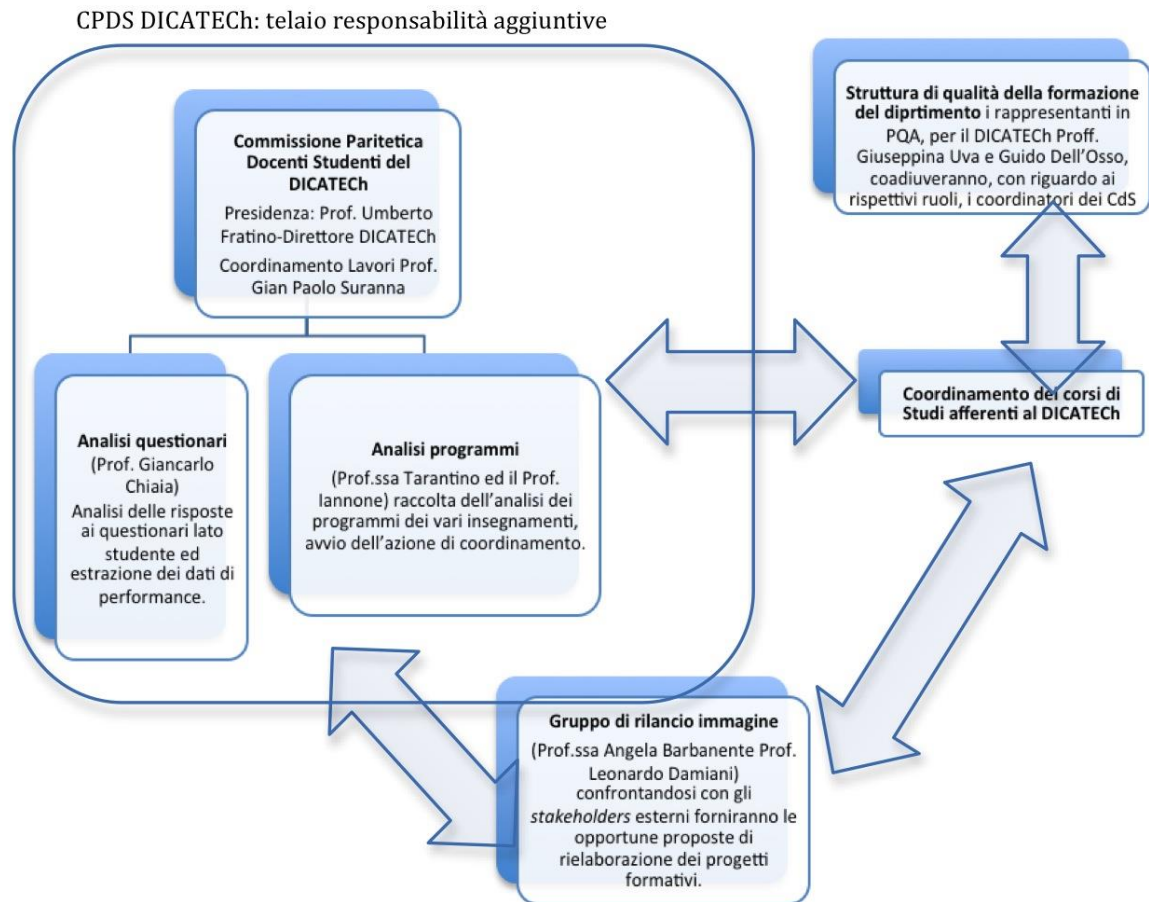 CPDS DICATECh: telaio responsabilità aggiuntive
Commissione Paritetica
Docenti Studenti del
DICATECh
Presidenza: Prof. Umberto
Fratino-Direttore DICATECh
Coordinamento Lavori Prof.
Gian Paolo Suranna
Struttura di qualità della formazione
del diprtimento i rappresentanti in
PQA, per il DICATECh Proff.
Giuseppina Uva e Guido Dell’Osso,
coadiuveranno, con riguardo ai
rispettivi ruoli, i coordinatori dei CdS
Analisi questionari
(Prof. Giancarlo
Chiaia)
Analisi delle risposte
ai questionari lato
studente ed
estrazione dei dati di
performance.
Analisi programmi
(Prof.ssa Tarantino ed il Prof.
Iannone) raccolta dell’analisi dei
programmi dei vari insegnamenti,
avvio dell’azione di coordinamento.
Coordinamento dei corsi di
Studi afferenti al DICATECh
Gruppo di rilancio immagine
(Prof.ssa Angela Barbanente Prof.
Leonardo Damiani)
confrontandosi con gli
stakeholders esterni forniranno le
opportune proposte di
rielaborazione dei progetti
formativi.